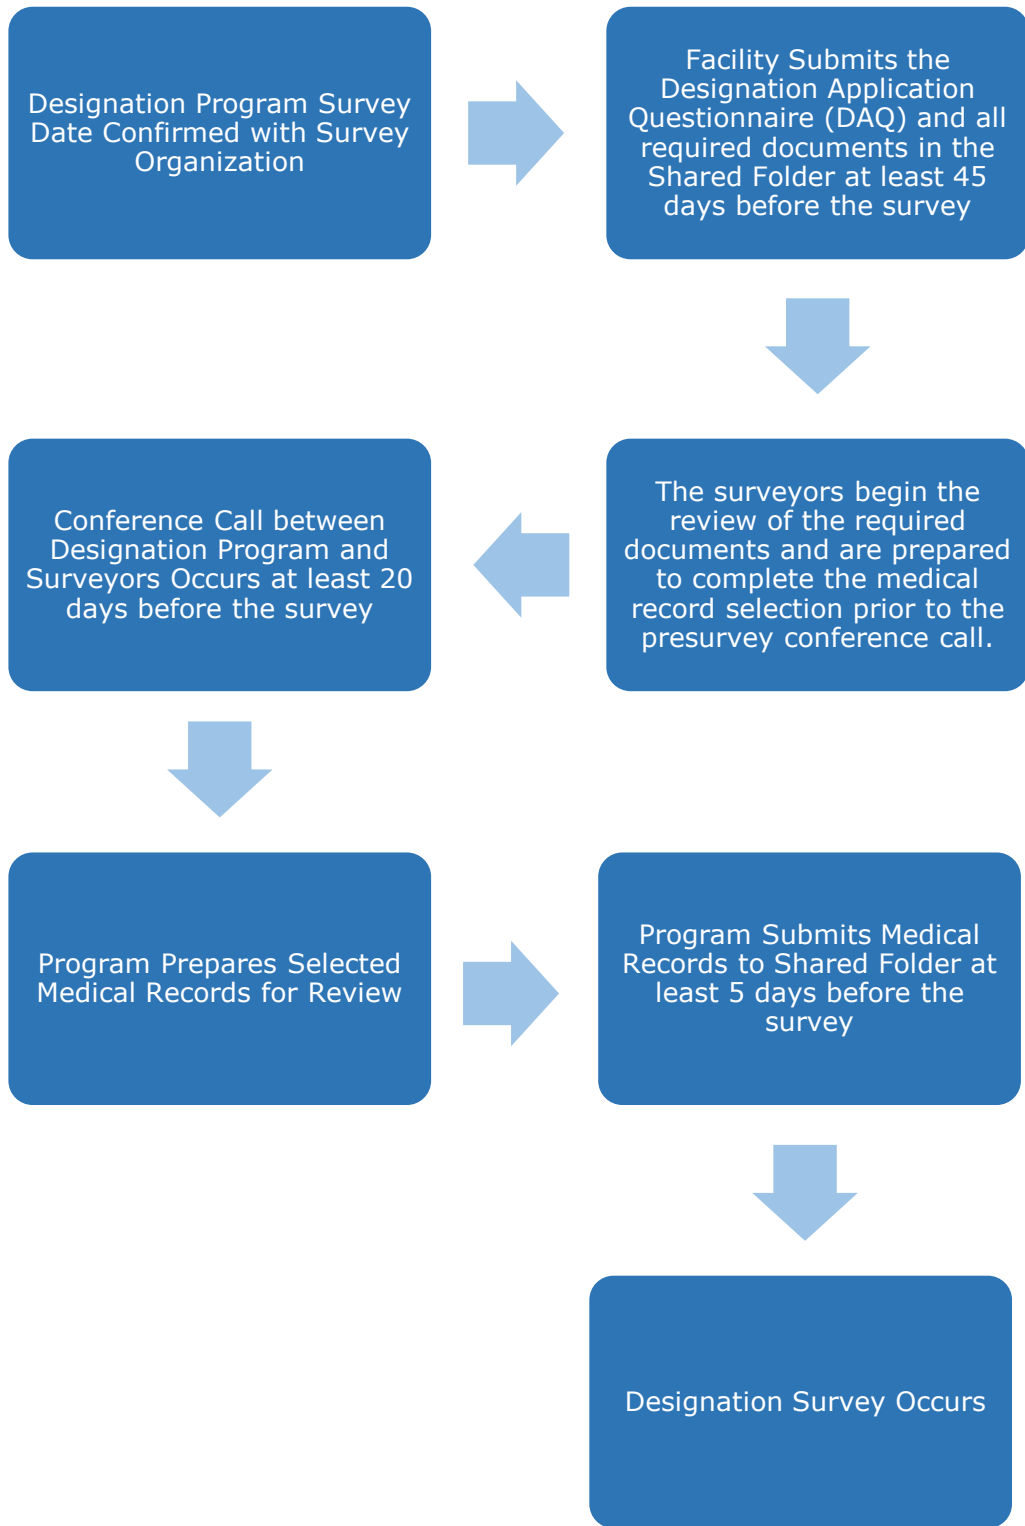 Designation Program Survey
Date Confirmed with Survey
Organization
Facility Submits the
Designation Application
Questionnaire (DAQ) and all
required documents in the
Shared Folder at least 45
days before the survey
The surveyors begin the
review of the required
documents and are prepared
to complete the medical
record selection prior to the
presurvey conference call.
Conference Call between
Designation Program and
Surveyors Occurs at least 20
days before the survey
Program Prepares Selected
Medical Records for Review
Program Submits Medical
Records to Shared Folder at
least 5 days before the
survey
Designation Survey Occurs